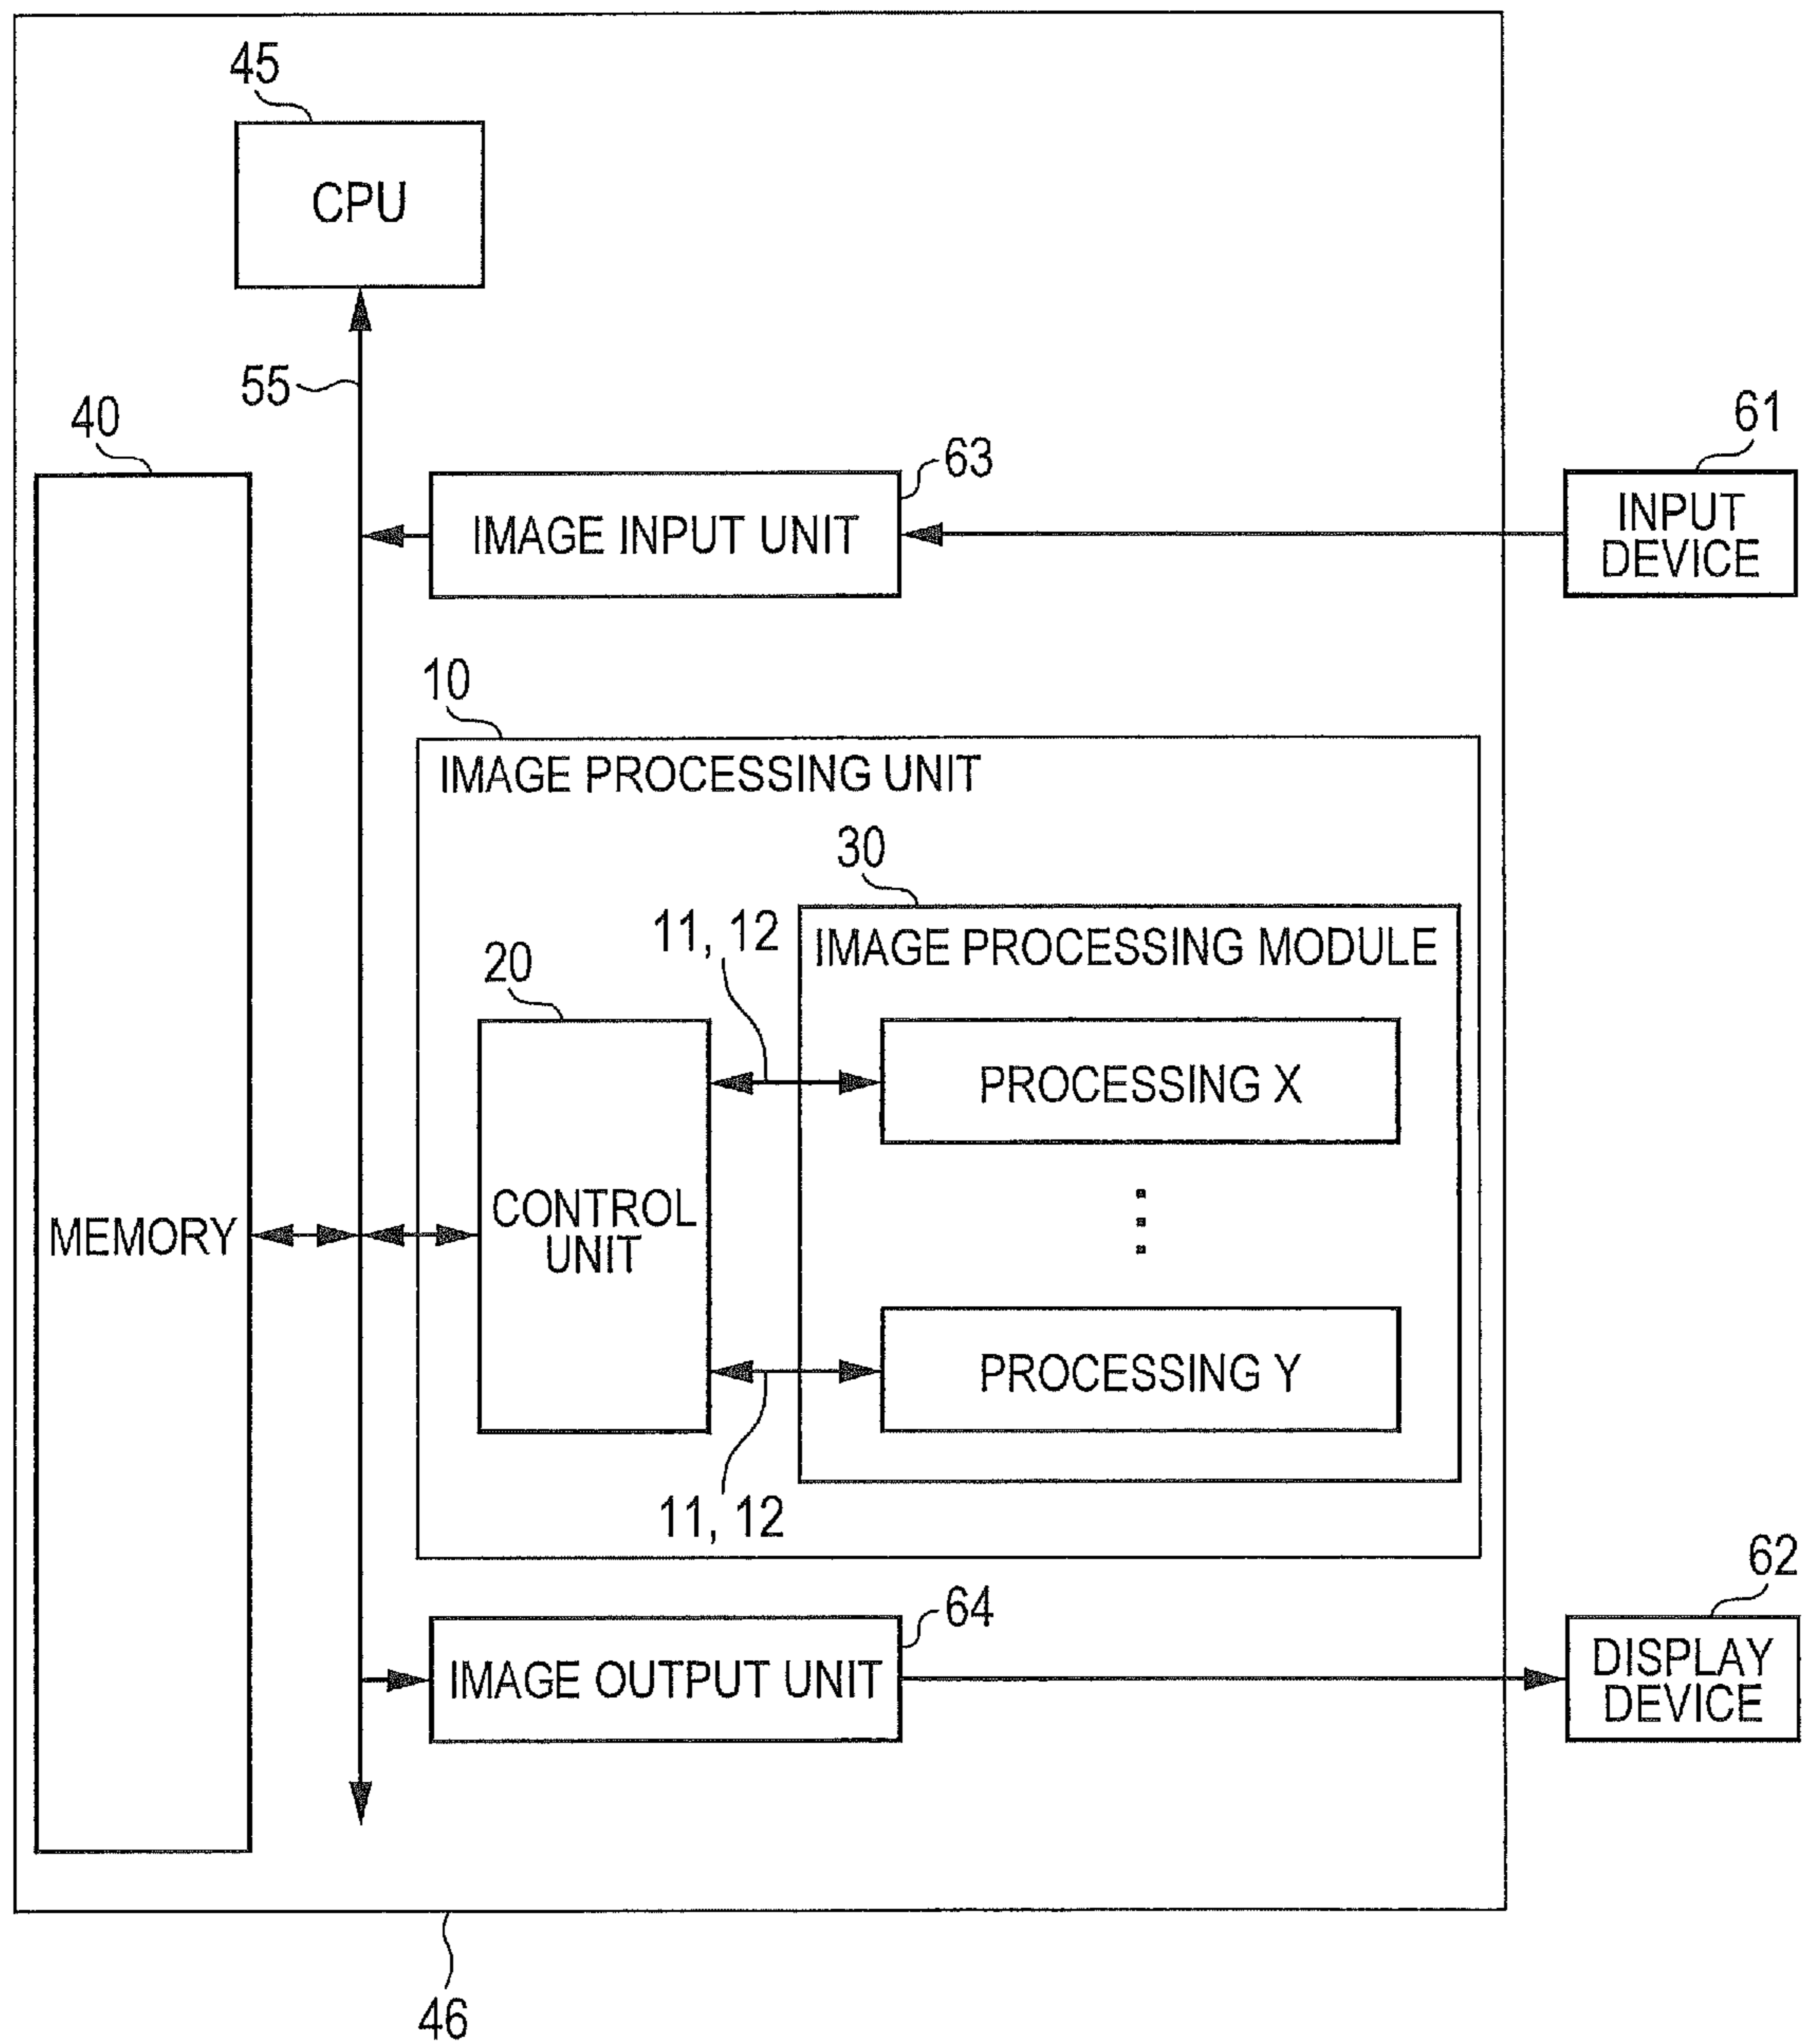 45
CPU
55
40
63
61
IMAGE INPUT UNIT
INPUT
DEVICE
10
IMAGE PROCESSING UNIT
30
11, 12
IMAGE PROCESSING MODULE
20
PROCESSING X
CONTROL
UNIT
MEMORY
PROCESSING Y
11, 12
62
64
IMAGE OUTPUT UNIT
DISPLAY
DEVICE
46